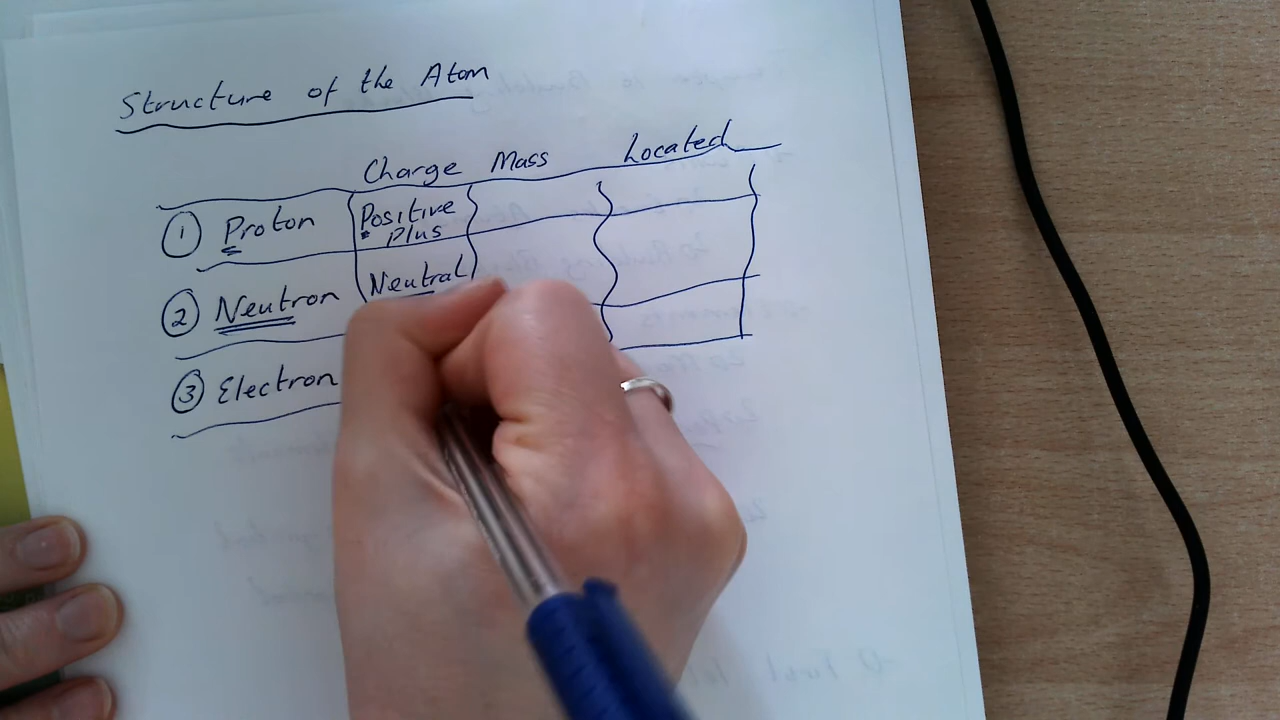 Structure of the Atom
Charge Mass Located
1 Proton Positive
Plus
2 Neutron Neutral
3 Electron